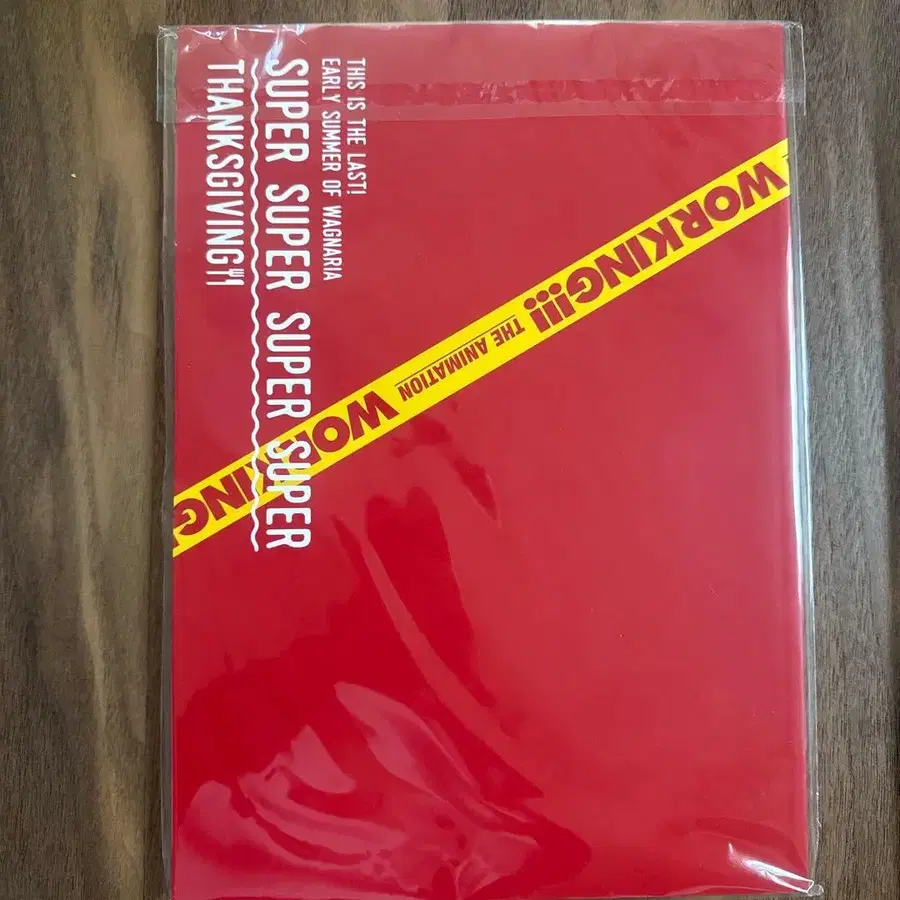 THIS IS THE LAST!
EARLY SUMMER OF WAGNARIA
SUPER SUPER SUPER SUPER
THANKSGIVING!!
WORKING!!!
THE ANIMATION
WORKING